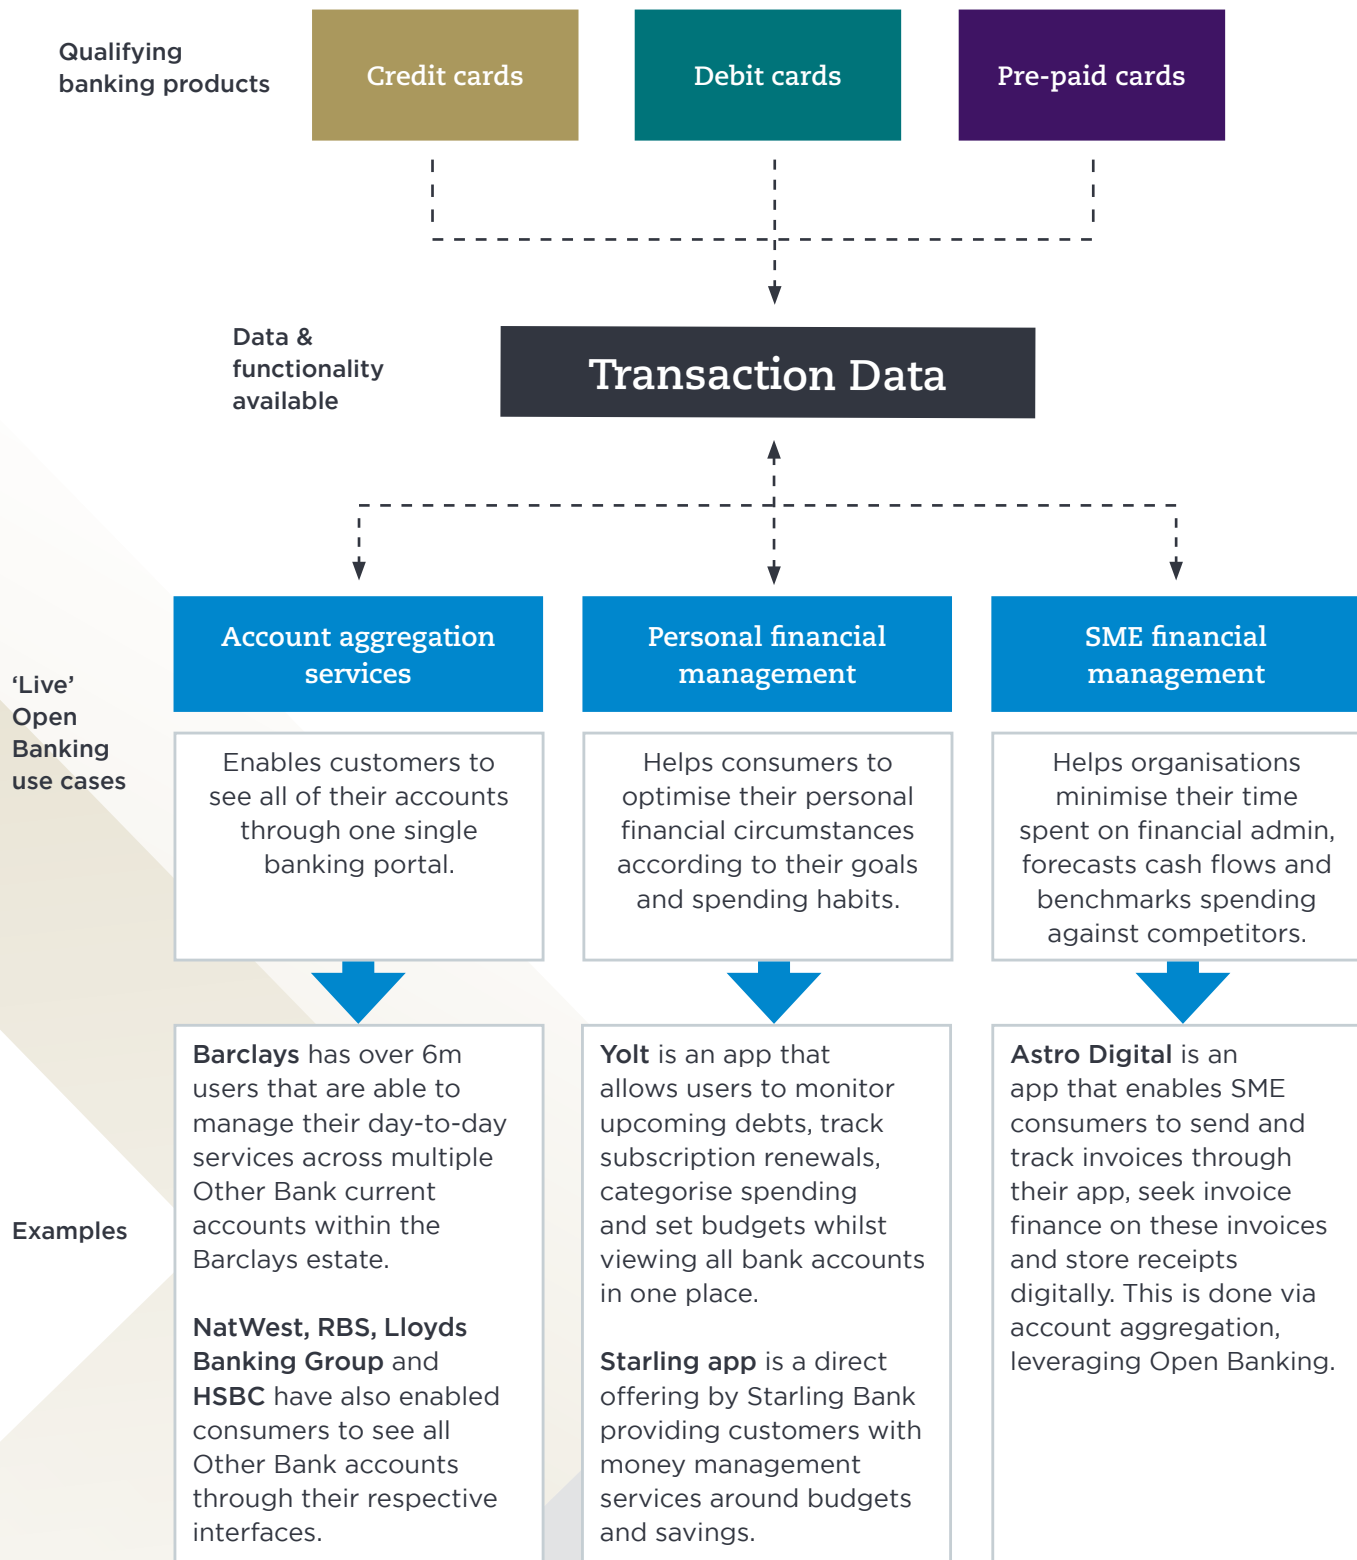 Qualifying
banking products
Credit cards
Debit cards
Pre-paid cards
Data &
functionality
available
Transaction Data
‘Live’
Open
Banking
use cases
Account aggregation
services
Personal financial
management
SME financial
management
Enables customers to
see all of their accounts
through one single
banking portal.
Helps consumers to
optimise their personal
financial circumstances
according to their goals
and spending habits.
Helps organisations
minimise their time
spent on financial admin,
forecasts cash flows and
benchmarks spending
against competitors.
Examples
Barclays has over 6m
users that are able to
manage their day-to-day
services across multiple
Other Bank current
accounts within the
Barclays estate.
NatWest, RBS, Lloyds
Banking Group and
HSBC have also enabled
consumers to see all
Other Bank accounts
through their respective
interfaces.
Yolt is an app that
allows users to monitor
upcoming debts, track
subscription renewals,
categorise spending
and set budgets whilst
viewing all bank accounts
in one place.
Starling app is a direct
offering by Starling Bank
providing customers with
money management
services around budgets
and savings.
Astro Digital is an
app that enables SME
consumers to send and
track invoices through
their app, seek invoice
finance on these invoices
and store receipts
digitally. This is done via
account aggregation,
leveraging Open Banking.